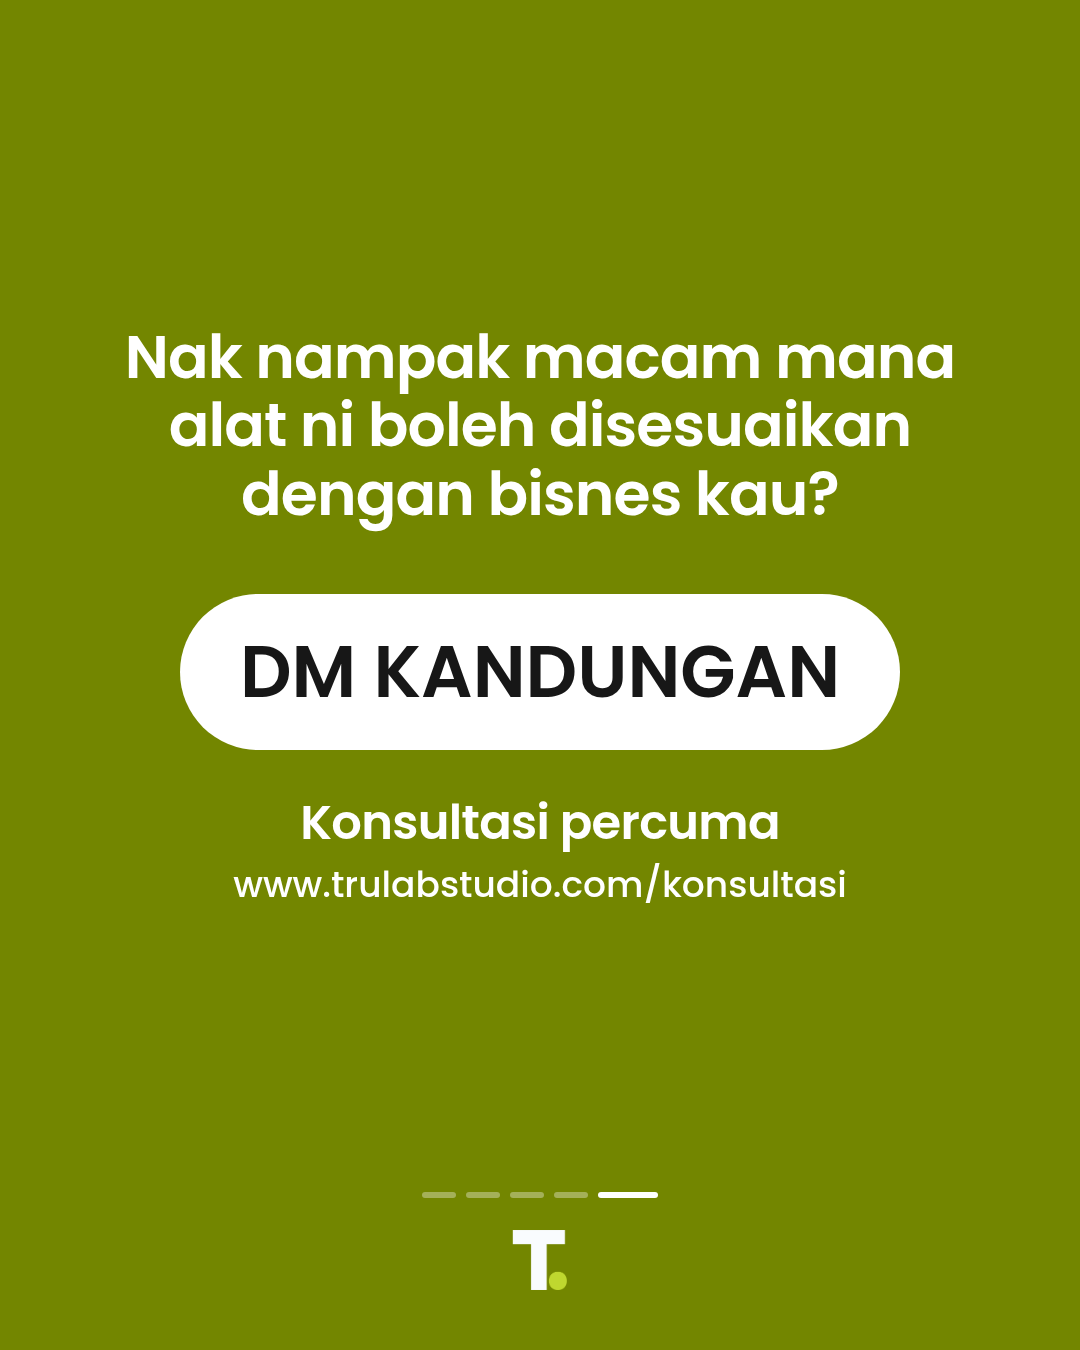 Nak nampak macam mana
alat ni boleh disesuaikan
dengan bisnes kau?
DM KANDUNGAN
Konsultasi percuma
www.trulabstudio.com/konsultasi
T.